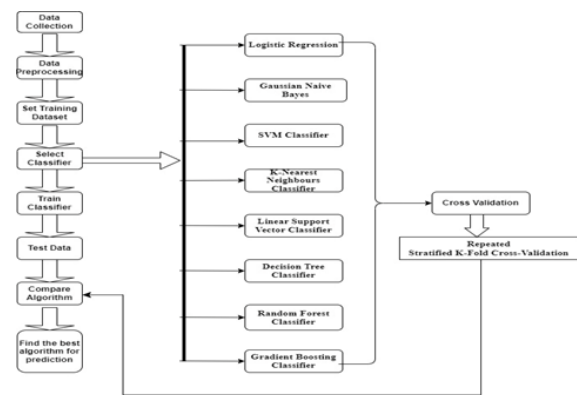 Data
Collection
Data
Preprocessing
Set Training
Dataset
Select
Classifier
Train
Classifier
Test Data
Compare
Algorithm
Find the best
algorithm for
prediction
Logistic Regression
Gaussian Naive
Bayes
SVM Classifier
K-Nearest
Neighbours
Classifier
Linear Support
Vector Classifier
Decision Tree
Classifier
Random Forest
Classifier
Gradient Boosting
Classifier
Cross Validation
Repeated
Stratified K-Fold Cross-Validation